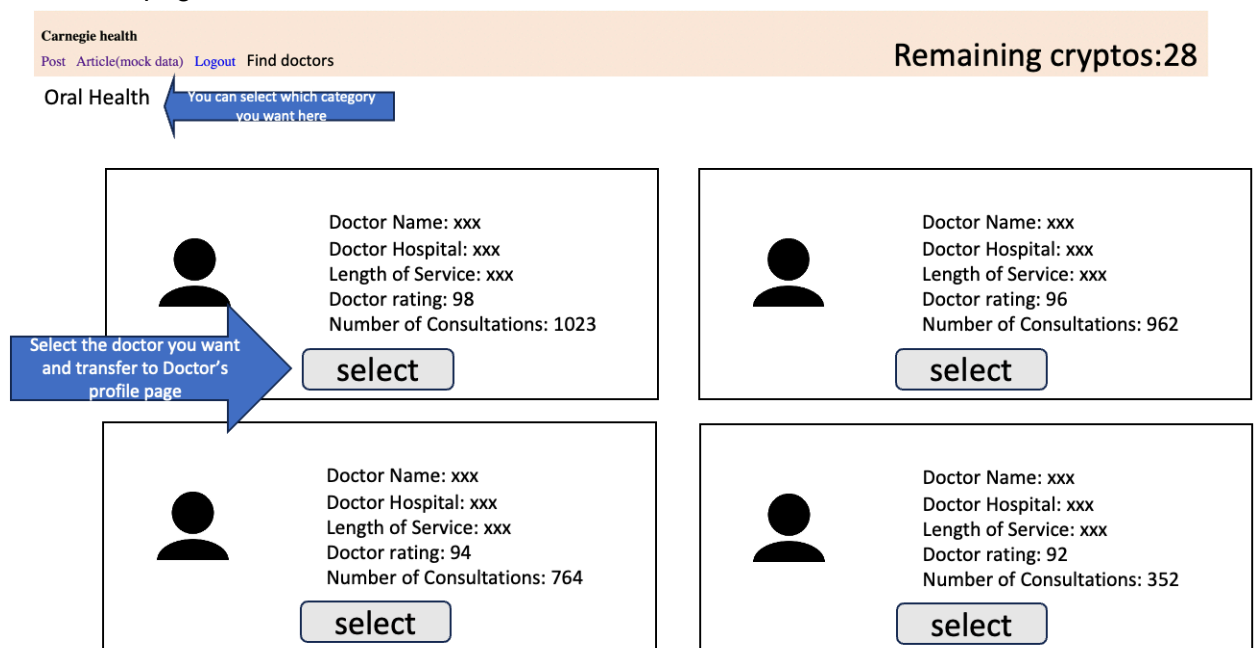 Carnegie health
Post Article(mock data) Logout Find doctors
Remaining cryptos:28
Oral Health
You can select which category
you want here
Doctor Name: xxx
Doctor Hospital: xxx
Length of Service: xxx
Doctor rating: 98
Number of Consultations: 1023
select
Doctor Name: xxx
Doctor Hospital: xxx
Length of Service: xxx
Doctor rating: 96
Number of Consultations: 962
select
Select the doctor you want
and transfer to Doctor’s
profile page
Doctor Name: xxx
Doctor Hospital: xxx
Length of Service: xxx
Doctor rating: 94
Number of Consultations: 764
select
Doctor Name: xxx
Doctor Hospital: xxx
Length of Service: xxx
Doctor rating: 92
Number of Consultations: 352
select